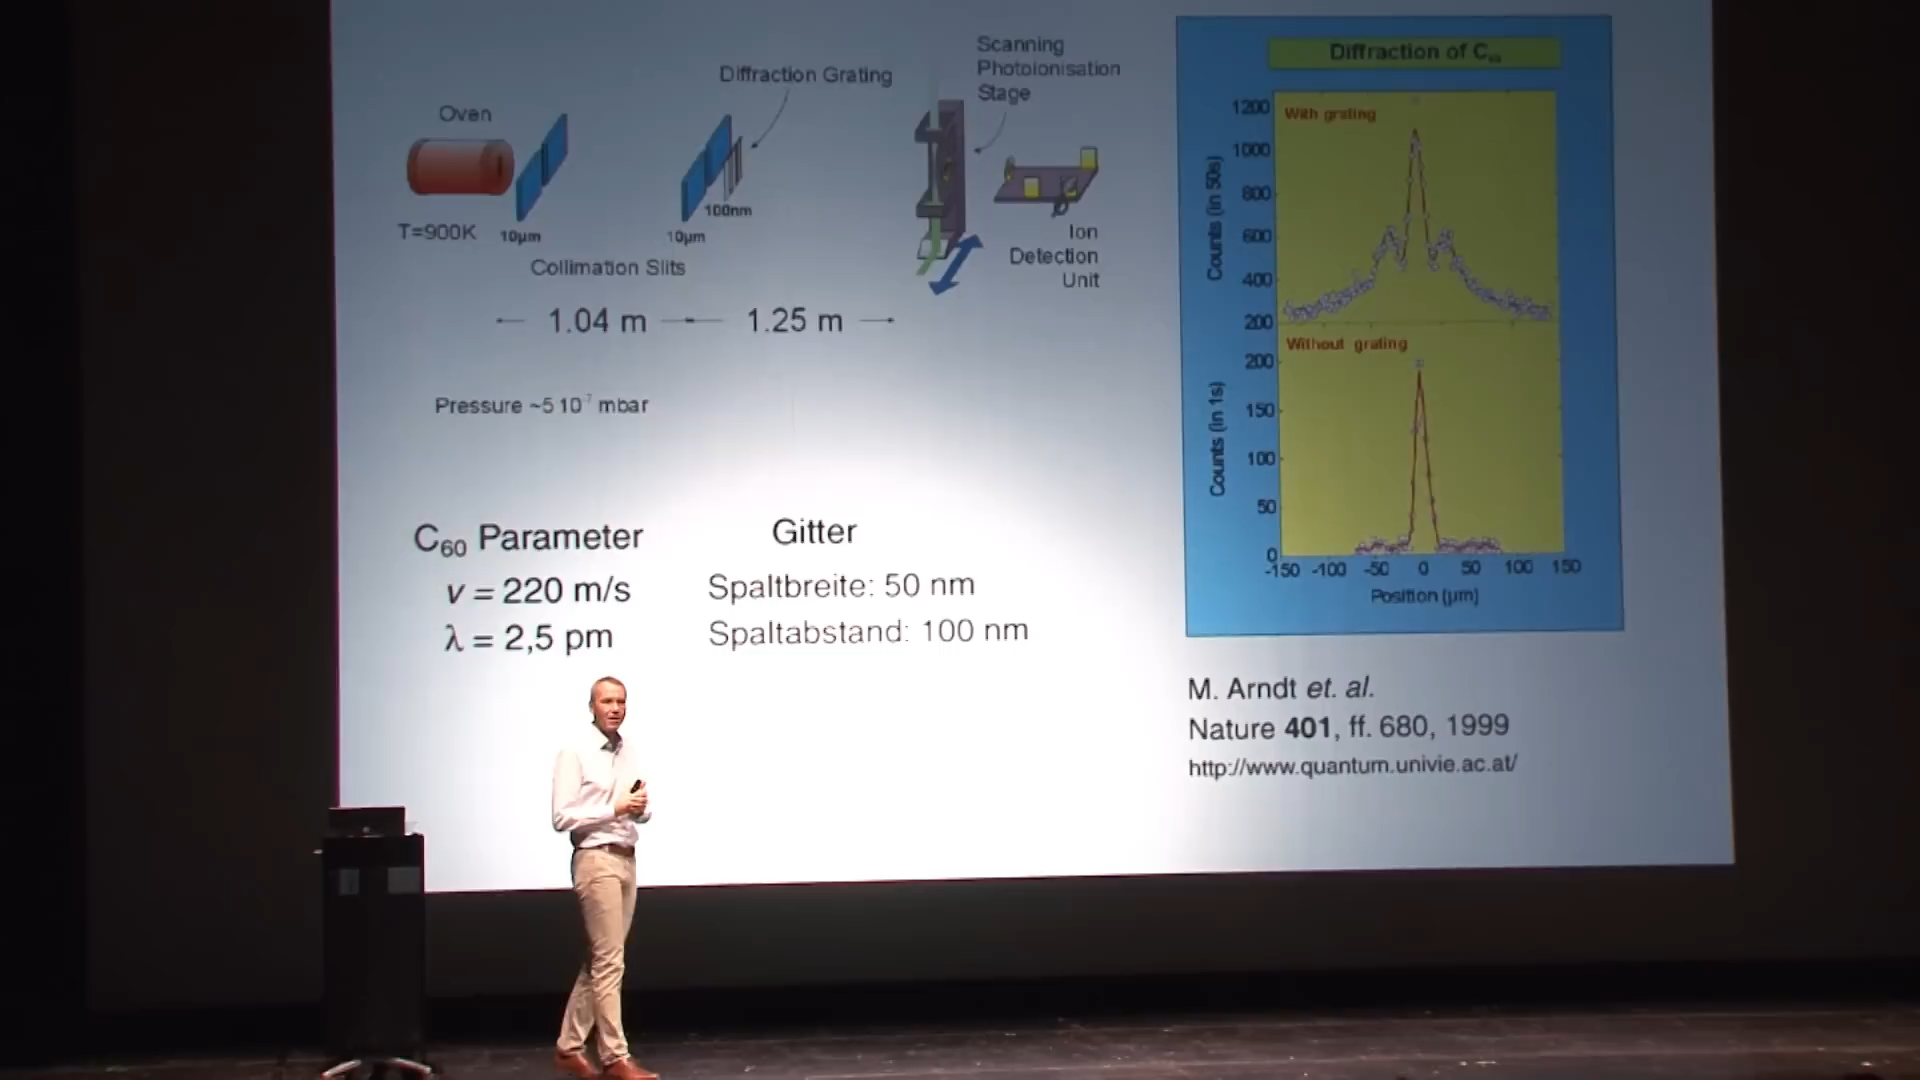 Oven
T=900K
10µm
Collimation Slits
10µm
100nm
Diffraction Grating
Scanning
Photoionisation
Stage
Ion
Detection
Unit
1.04 m
1.25 m
Pressure ~5 10⁻⁷ mbar
C₆₀ Parameter
v = 220 m/s
λ = 2,5 pm
Gitter
Spaltbreite: 50 nm
Spaltabstand: 100 nm
Diffraction of C₆₀
With grating
Counts (in 50s)
1200
1000
800
600
400
200
Without grating
Counts (in 1s)
200
150
100
50
0
-150 -100 -50 0 50 100 150
Position (µm)
M. Arndt et. al.
Nature 401, ff. 680, 1999
http://www.quantum.univie.ac.at/